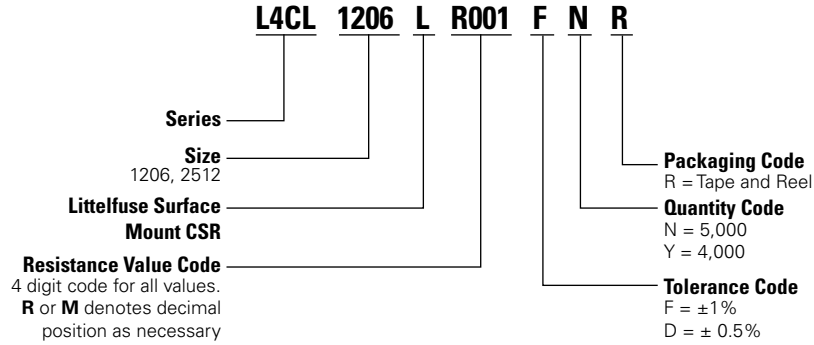 L4CL 1206 L R001 F N R
Series
Size
1206, 2512
Littelfuse Surface
Mount CSR
Resistance Value Code
4 digit code for all values.
R or M denotes decimal
position as necessary
Packaging Code
R = Tape and Reel
Quantity Code
N = 5,000
Y = 4,000
Tolerance Code
F = ±1%
D = ± 0.5%